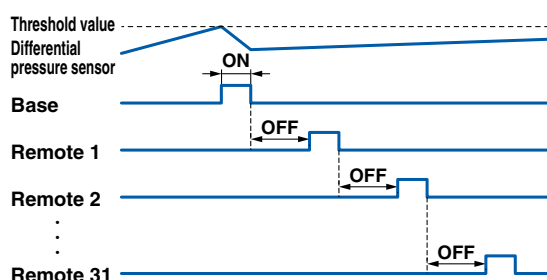 Threshold value
Differential
pressure sensor
ON
Base
OFF
Remote 1
OFF
Remote 2
OFF
Remote 31